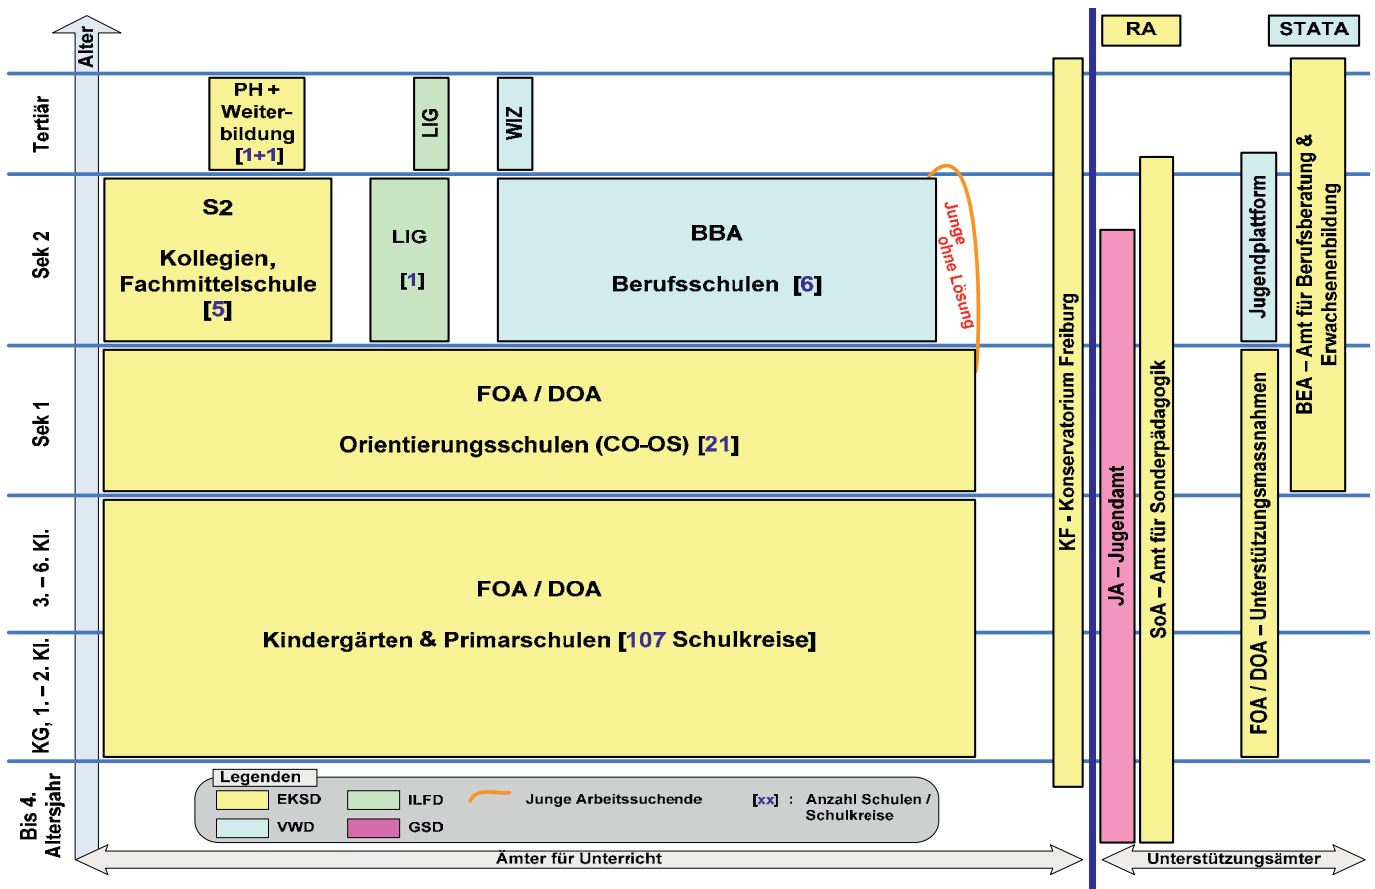 Alter
RA
STATA
Tertiär
PH +
Weiter-
bildung
[1+1]
LIG
WIZ
Sek 2
S2
Kollegien,
Fachmittelschule
[5]
LIG
[1]
BBA
Berufsschulen [6]
Junge
ohne Lösung
Sek 1
FOA / DOA
Orientierungsschulen (CO-OS) [21]
3. – 6. Kl.
KG, 1. – 2. Kl.
FOA / DOA
Kindergärten & Primarschulen [107 Schulkreise]
Bis 4.
Altersjahr
KF - Konservatorium Freiburg
JA – Jugendamt
SoA – Amt für Sonderpädagogik
Jugendplattform
FOA / DOA – Unterstützungsmassnahmen
BEA – Amt für Berufsberatung &
Erwachsenenbildung
Legenden
EKSD
ILFD
Junge Arbeitssuchende
[xx] : Anzahl Schulen /
Schulkreise
VWD
GSD
Ämter für Unterricht
Unterstützungsämter